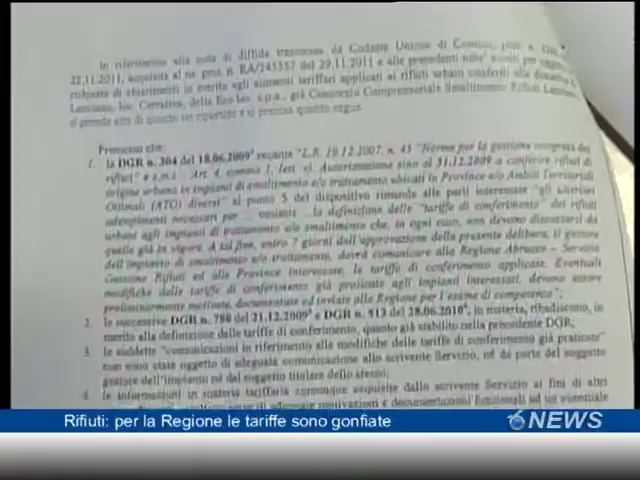 In riferimento alla nota di diffida trasmessa da Codesta Unione di Comuni, prot. n.
22.11.2011, acquisita al ns. prot. n. RA/245557 del 29.11.2011 e alle precedenti note
richieste di chiarimenti in merito agli aumenti tariffari applicati ai rifiuti urbani conferiti alla discarica
Lanciano, loc. Cerratina, della Eco.lan. s.p.a., già Consorzio Comprensoriale Smaltimento Rifiuti Lanciano,
si prende atto di quanto ivi riportato e si precisa quanto segue.
Premesso che:
1. la DGR n. 304 del 18.06.2009 recante "L.R. 19.12.2007, n. 45 "Norme per la gestione integrata dei
rifiuti" e s.m.i. - Art. 4, comma 1, lett. s). Autorizzazione sino al 31.12.2009 a conferire rifiuti di
origine urbana in impianti di smaltimento e/o trattamento ubicati in Province e/o Ambiti Territoriali
Ottimali (ATO) diversi" al punto 5 del dispositivo rimanda alle parti interessate "gli ulteriori
adempimenti necessari per ... la definizione delle "tariffe di conferimento" dei rifiuti
urbani agli impianti di trattamento e/o smaltimento che, in ogni caso, non devono discostarsi da
quelle già in vigore. A tal fine, entro 7 giorni dall'approvazione della presente delibera, il gestore
dell'impianto di smaltimento e/o trattamento, dovrà comunicare alla Regione Abruzzo - Servizio
Gestione Rifiuti ed alle Province interessate, le tariffe di conferimento applicate. Eventuali
modifiche delle tariffe di conferimento già praticate agli impianti interessati, devono essere
preliminarmente motivate, documentate ed inviate alla Regione per l'esame di competenza";
2. le successive DGR n. 780 del 21.12.2009 e DGR n. 513 del 28.06.2010, in materia, ribadiscono, in
merito alla definizione delle tariffe di conferimento, quanto già stabilito nella precedente DGR;
3. le suddette "comunicazioni in riferimento alle modifiche delle tariffe di conferimento già praticate"
non sono state oggetto di adeguata comunicazione allo scrivente Servizio, né da parte del soggetto
gestore dell'impianto né dal soggetto titolare dello stesso;
4. le informazioni in materia tariffaria comunque acquisite dallo scrivente Servizio ai fini di altri
Rifiuti: per la Regione le tariffe sono gonfiate
6 NEWS